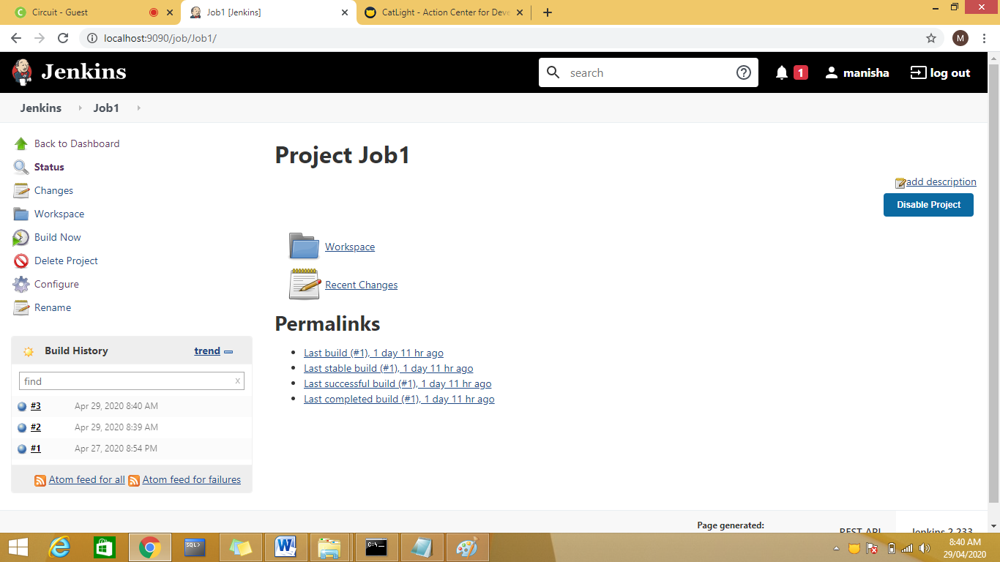 Circuit - Guest
Job1 [Jenkins]
CatLight - Action Center for Deve
localhost:9090/job/Job1/
M
Jenkins
search
1
manisha
log out
Jenkins
Job1
Back to Dashboard
Status
Changes
Workspace
Build Now
Delete Project
Configure
Rename
Project Job1
add description
Disable Project
Workspace
Recent Changes
Permalinks
Last build (#1), 1 day 11 hr ago
Last stable build (#1), 1 day 11 hr ago
Last successful build (#1), 1 day 11 hr ago
Last completed build (#1), 1 day 11 hr ago
Build History
trend
find
x
#3 Apr 29, 2020 8:40 AM
#2 Apr 29, 2020 8:39 AM
#1 Apr 27, 2020 8:54 PM
Atom feed for all
Atom feed for failures
Page generated:
REST API
Jenkins 2.233
SQL>
C:\_
8:40 AM
29/04/2020